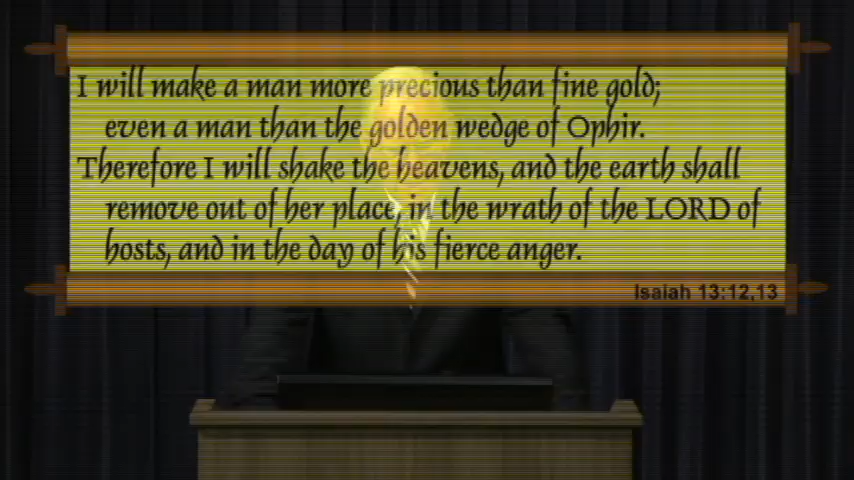 I will make a man more precious than fine gold;
even a man than the golden wedge of Ophir.
Therefore I will shake the heavens, and the earth shall
remove out of her place, in the wrath of the LORD of
hosts, and in the day of his fierce anger.
Isaiah 13:12,13